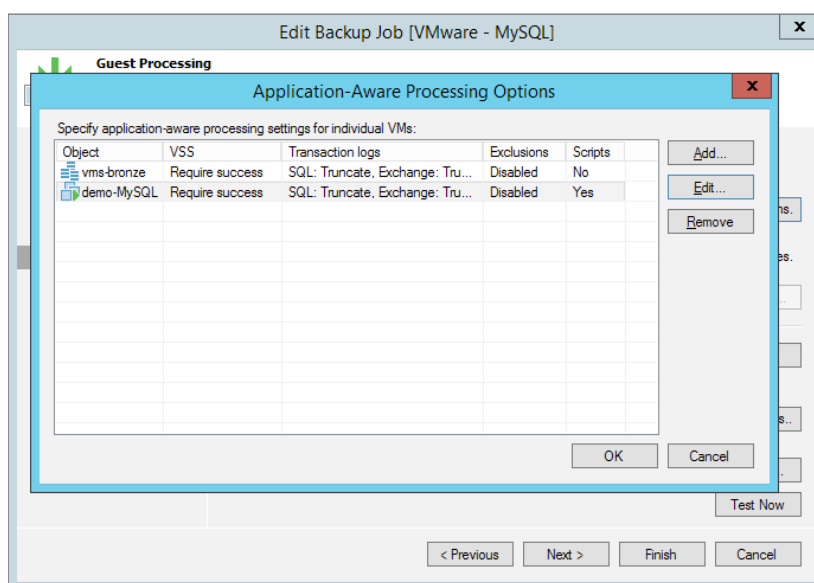 Edit Backup Job [VMware - MySQL]
x
Guest Processing
Application-Aware Processing Options
x
Specify application-aware processing settings for individual VMs:
Object VSS Transaction logs Exclusions Scripts
vms-bronze Require success SQL: Truncate, Exchange: Tru... Disabled No
demo-MySQL Require success SQL: Truncate, Exchange: Tru... Disabled Yes
Add...
Edit...
Remove
OK Cancel
Test Now
< Previous Next > Finish Cancel